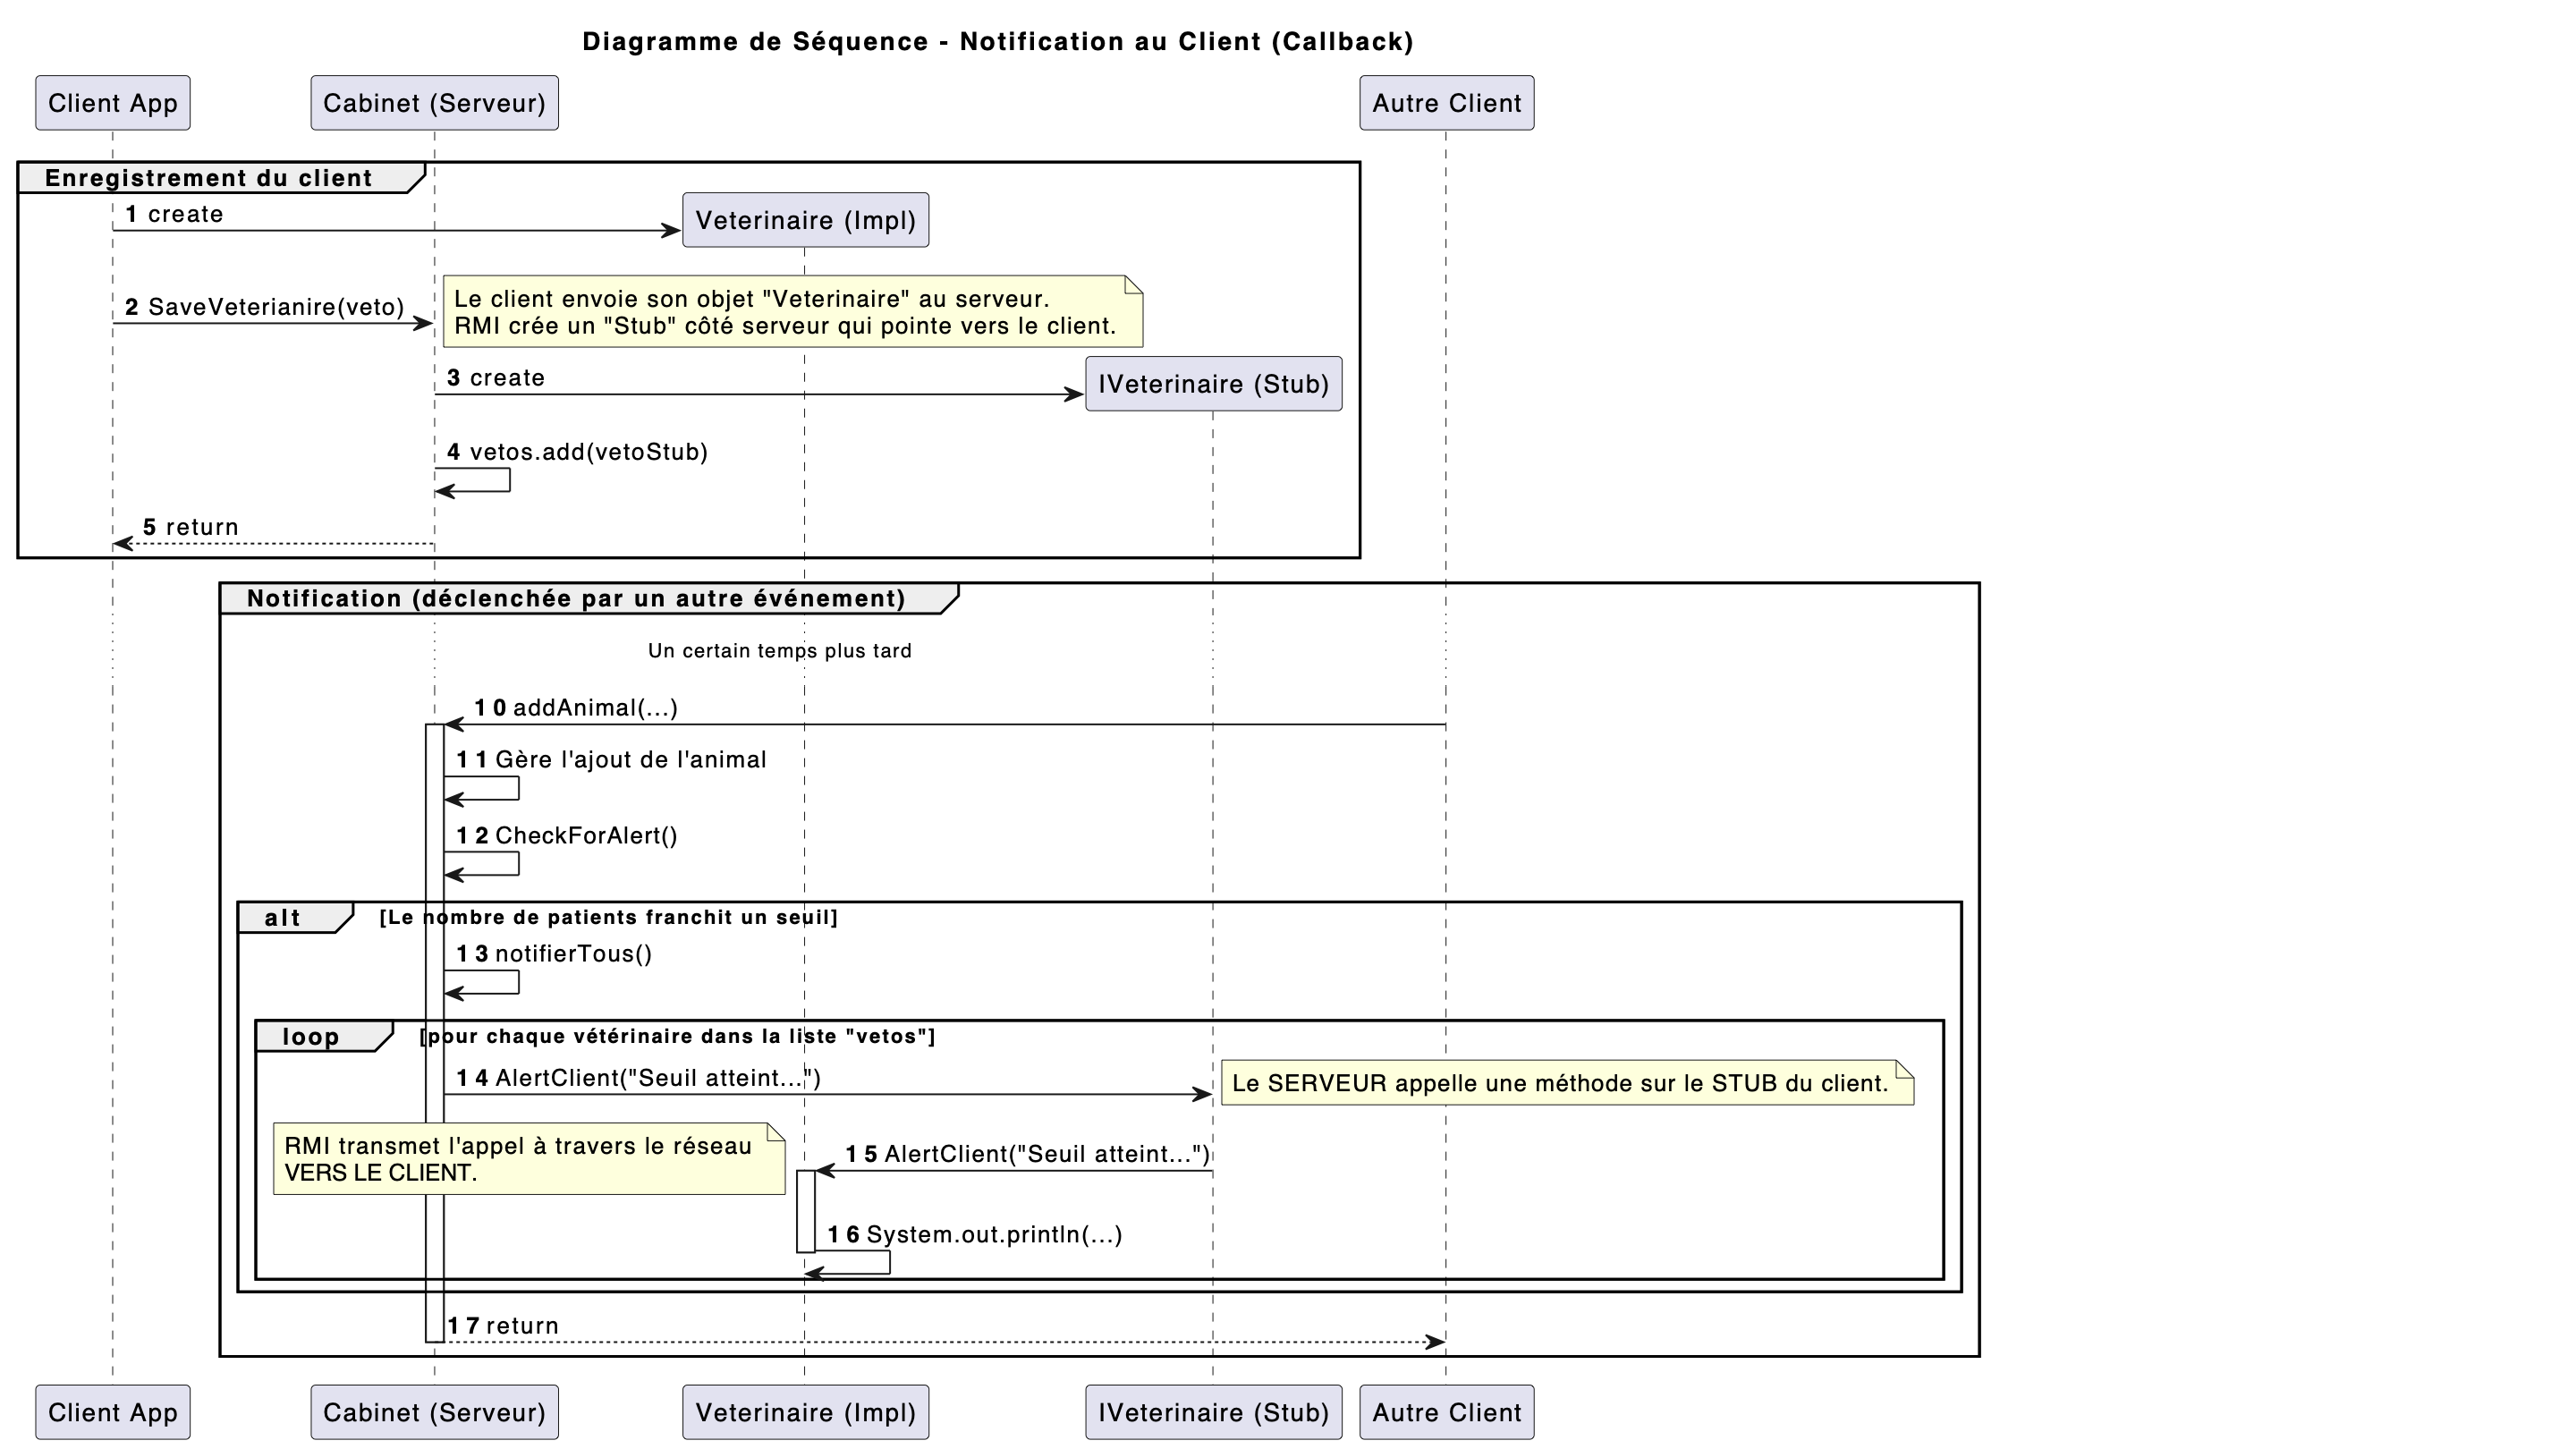 Diagramme de Séquence - Notification au Client (Callback)
Client App
Cabinet (Serveur)
Autre Client
Enregistrement du client
1 create
Veterinaire (Impl)
2 SaveVeterianire(veto)
Le client envoie son objet "Veterinaire" au serveur.
RMI crée un "Stub" côté serveur qui pointe vers le client.
3 create
IVeterinaire (Stub)
4 vetos.add(vetoStub)
5 return
Notification (déclenchée par un autre événement)
Un certain temps plus tard
10 addAnimal(...)
11 Gère l'ajout de l'animal
12 CheckForAlert()
alt
[Le nombre de patients franchit un seuil]
13 notifierTous()
loop
[pour chaque vétérinaire dans la liste "vetos"]
14 AlertClient("Seuil atteint...")
Le SERVEUR appelle une méthode sur le STUB du client.
RMI transmet l'appel à travers le réseau
VERS LE CLIENT.
15 AlertClient("Seuil atteint...")
16 System.out.println(...)
17 return
Client App
Cabinet (Serveur)
Veterinaire (Impl)
IVeterinaire (Stub)
Autre Client